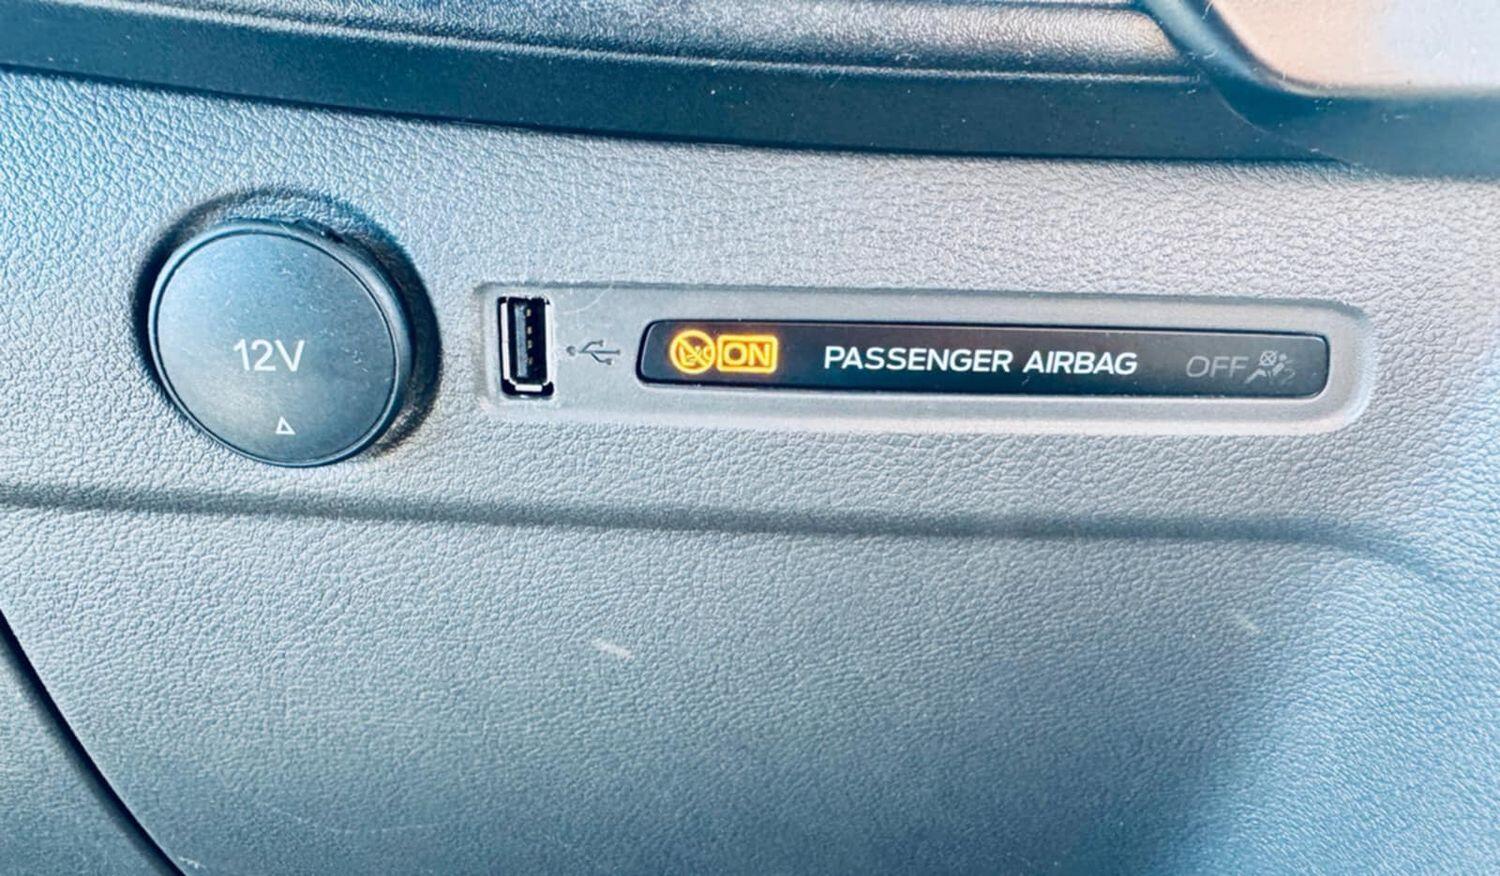 12V
ON PASSENGER AIRBAG OFF